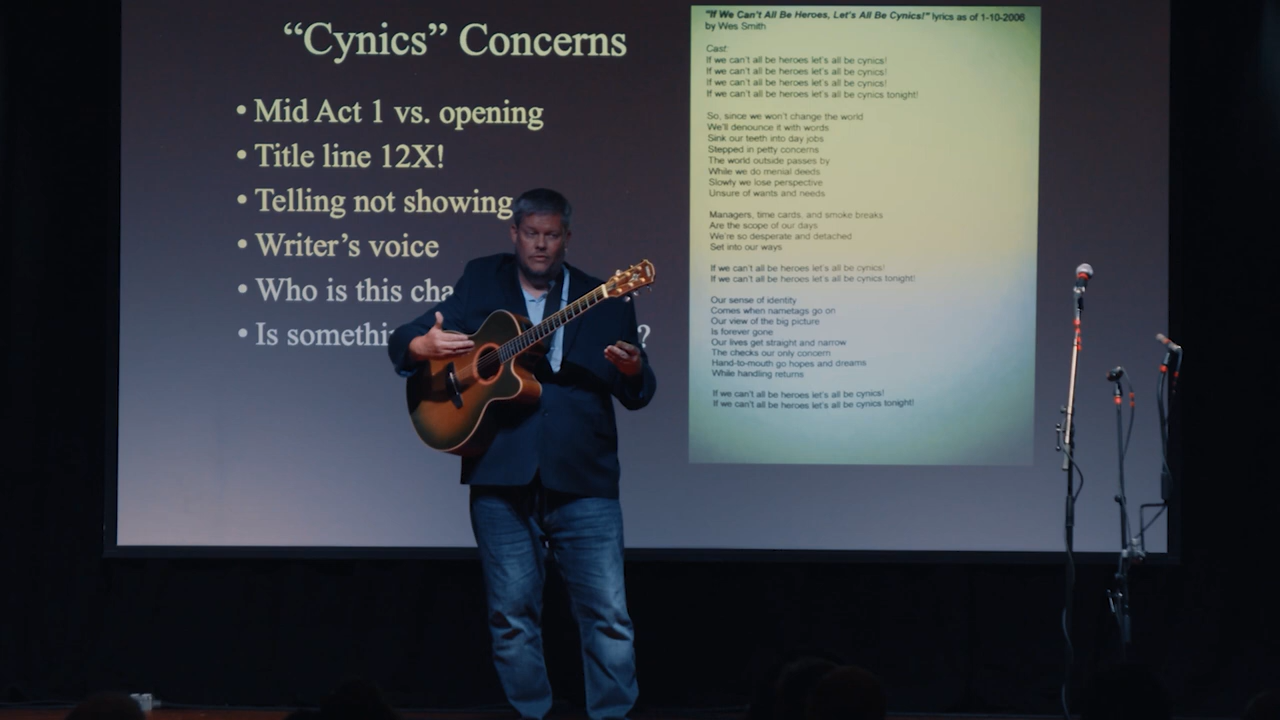 “Cynics” Concerns
• Mid Act 1 vs. opening
• Title line 12X!
• Telling not showing
• Writer’s voice
• Who is this cha
• Is somethi
?
"If We Can't All Be Heroes, Let's All Be Cynics!" lyrics as of 1-10-2006
by Wes Smith
Cast:
If we can't all be heroes let's all be cynics!
If we can't all be heroes let's all be cynics!
If we can't all be heroes let's all be cynics!
If we can't all be heroes let's all be cynics tonight!
So, since we won't change the world
We'll denounce it with words
Sink our teeth into day jobs
Stepped in petty concerns
The world outside passes by
While we do menial deeds
Slowly we lose perspective
Unsure of wants and needs
Managers, time cards, and smoke breaks
Are the scope of our days
We're so desperate and detached
Set into our ways
If we can't all be heroes let's all be cynics!
If we can't all be heroes let's all be cynics tonight!
Our sense of identity
Comes when nametags go on
Our view of the big picture
Is forever gone
Our lives get straight and narrow
The checks our only concern
Hand-to-mouth go hopes and dreams
While handling returns
If we can't all be heroes let's all be cynics!
If we can't all be heroes let's all be cynics tonight!